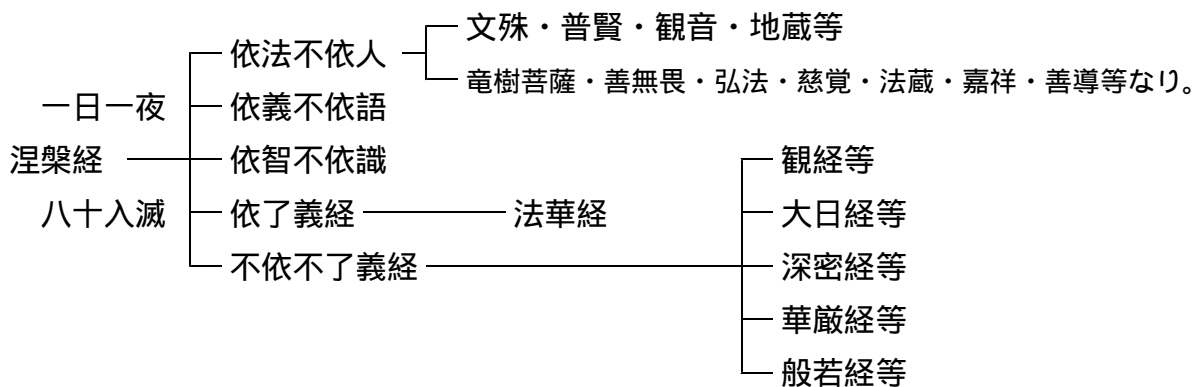 文殊・普賢・観音・地蔵等
依法不依人
竜樹菩薩・善無畏・弘法・慈覚・法蔵・嘉祥・善導等なり。
一日一夜
依義不依語
涅槃経
依智不依識
観経等
八十入滅
依了義経
法華経
大日経等
不依不了義経
深密経等
華厳経等
般若経等